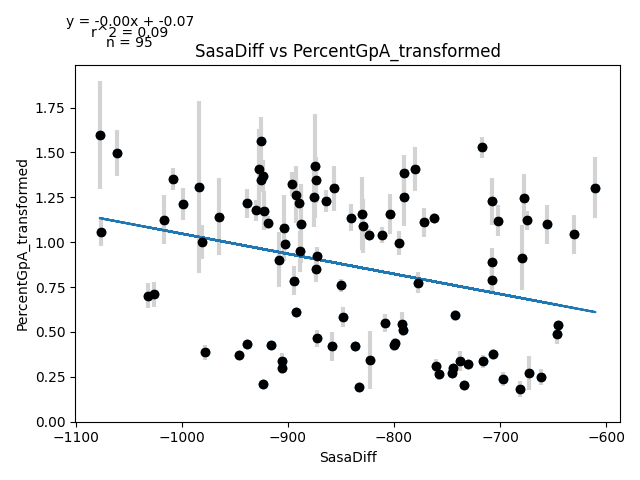 y = -0.00x + -0.07
r^2 = 0.09
n = 95
SasaDiff vs PercentGpA_transformed
PercentGpA_transformed
1.75
1.50
1.25
1.00
0.75
0.50
0.25
0.00
−1100
−1000
−900
−800
−700
−600
SasaDiff